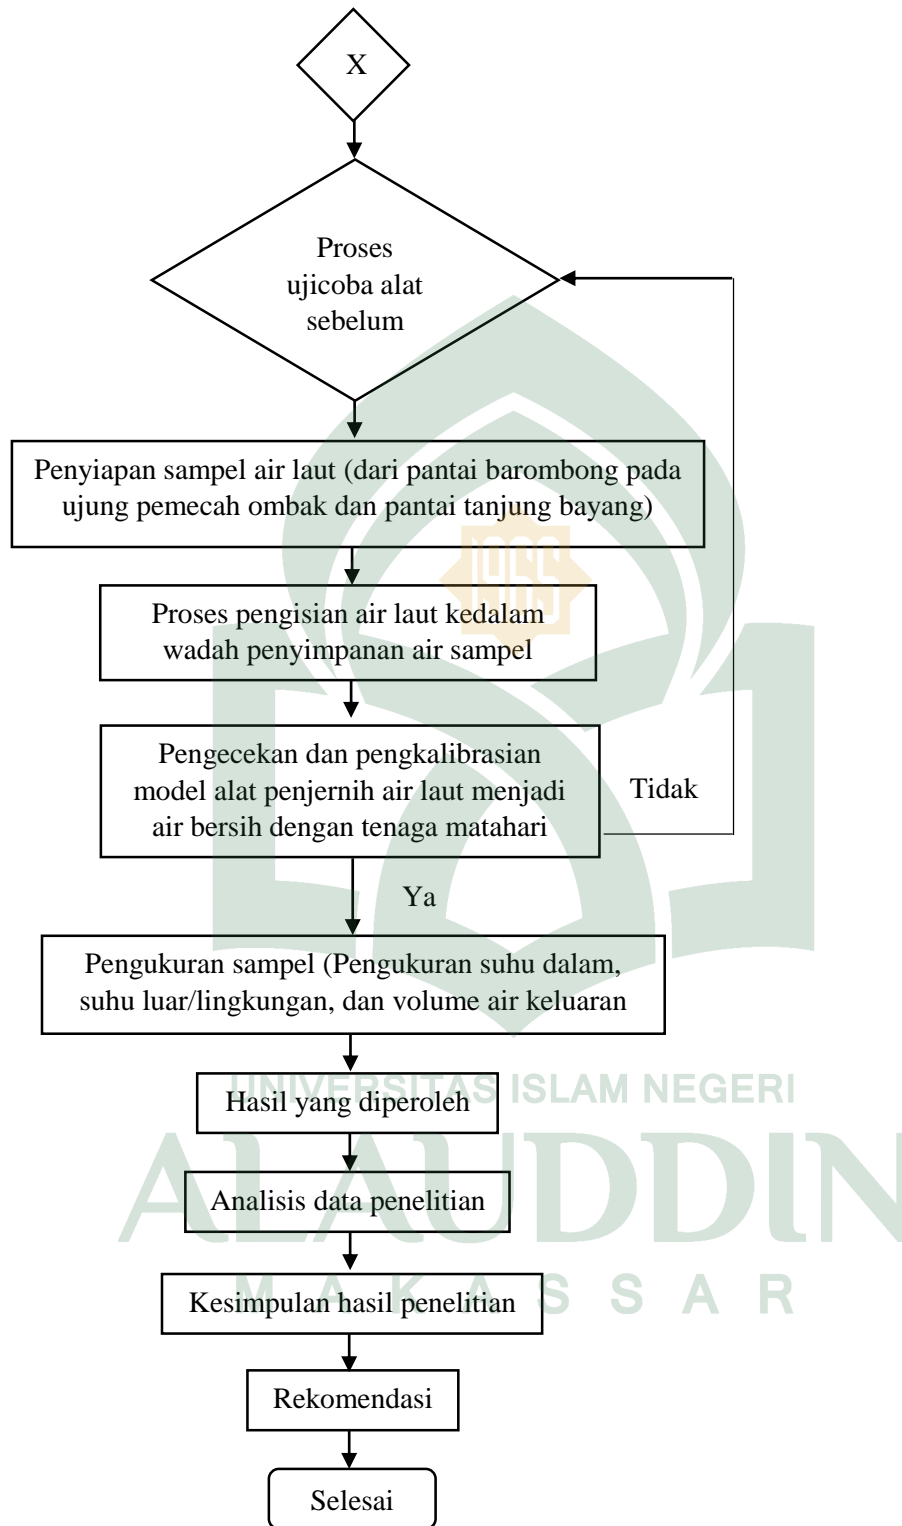 X
Proses
ujicoba alat
sebelum
Penyiapan sampel air laut (dari pantai barombong pada
ujung pemecah ombak dan pantai tanjung bayang)
1965
Proses pengisian air laut kedalam
wadah penyimpanan air sampel
Pengecekan dan pengkalibrasian
model alat penjernih air laut menjadi
air bersih dengan tenaga matahari
Tidak
Ya
Pengukuran sampel (Pengukuran suhu dalam,
suhu luar/lingkungan, dan volume air keluaran
UNIVERSITAS ISLAM NEGERI
Hasil yang diperoleh
ALAUDDIN
Analisis data penelitian
MAKASSAR
Kesimpulan hasil penelitian
Rekomendasi
Selesai